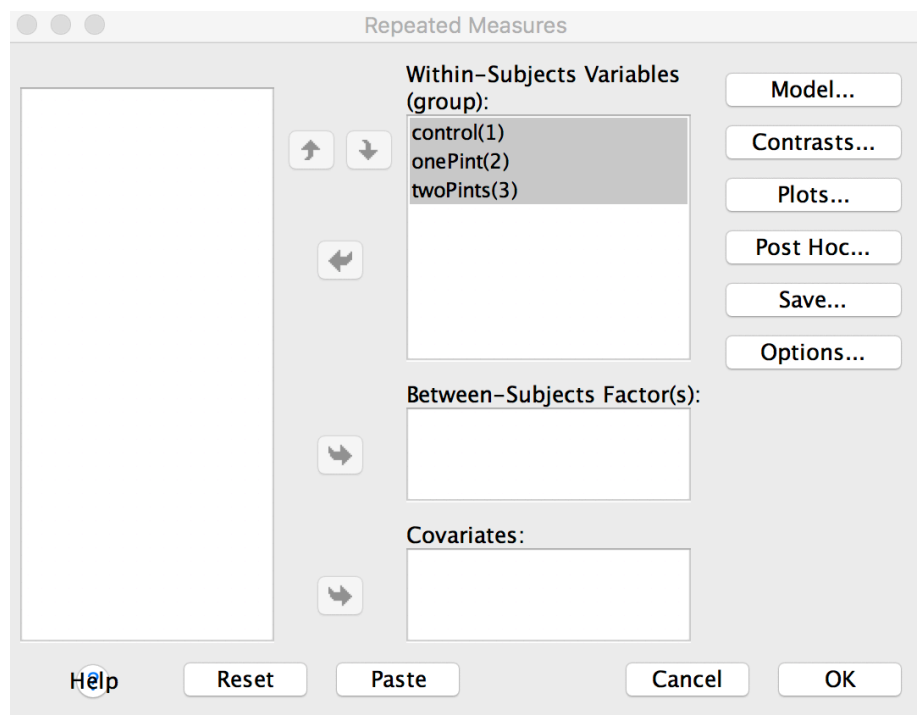 Repeated Measures
Within-Subjects Variables
(group):
control(1)
onePint(2)
twoPints(3)
Model...
Contrasts...
Plots...
Post Hoc...
Save...
Options...
Between-Subjects Factor(s):
Covariates:
Help
Reset
Paste
Cancel
OK